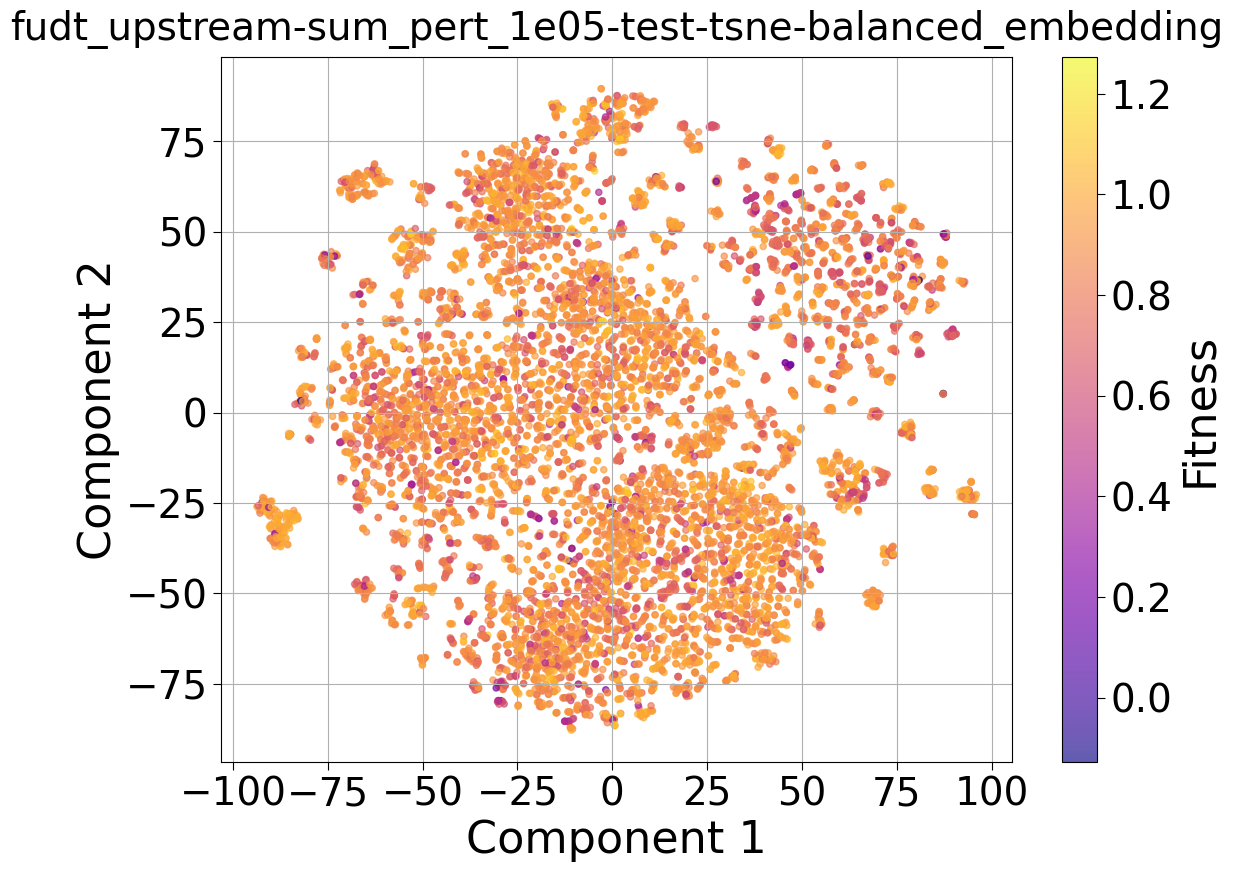 fudt_upstream-sum_pert_1e05-test-tsne-balanced_embedding
75
50
25
0
−25
−50
−75
Component 2
−100 −75 −50 −25 0 25 50 75 100
Component 1
1.2
1.0
0.8
0.6
0.4
0.2
0.0
Fitness